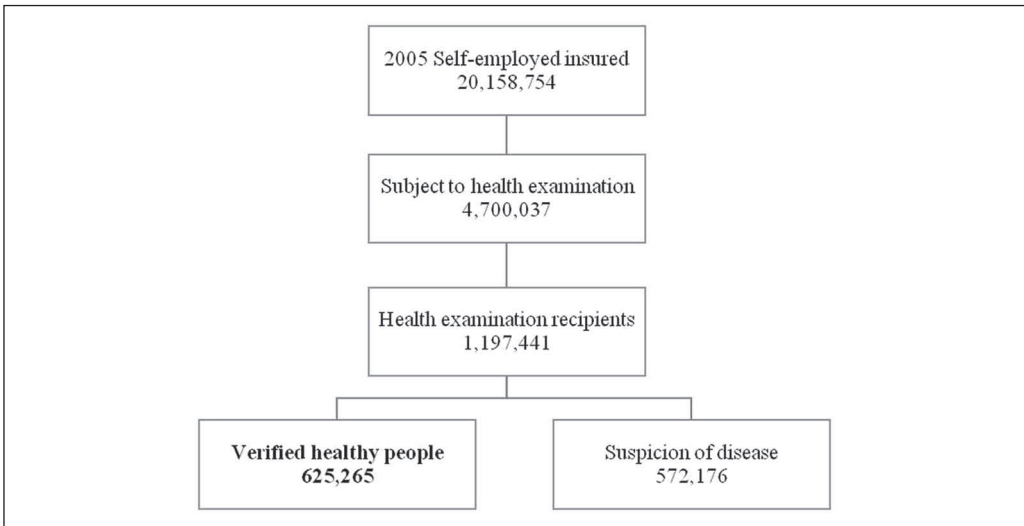 2005 Self-employed insured
20,158,754
Subject to health examination
4,700,037
Health examination recipients
1,197,441
Verified healthy people
625,265
Suspicion of disease
572,176